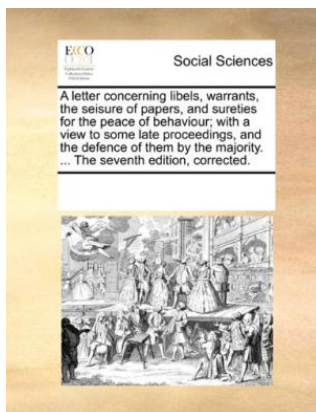 ECCO
Social Sciences
A letter concerning libels, warrants,
the seisure of papers, and sureties
for the peace of behaviour; with a
view to some late proceedings, and
the defence of them by the majority.
... The seventh edition, corrected.